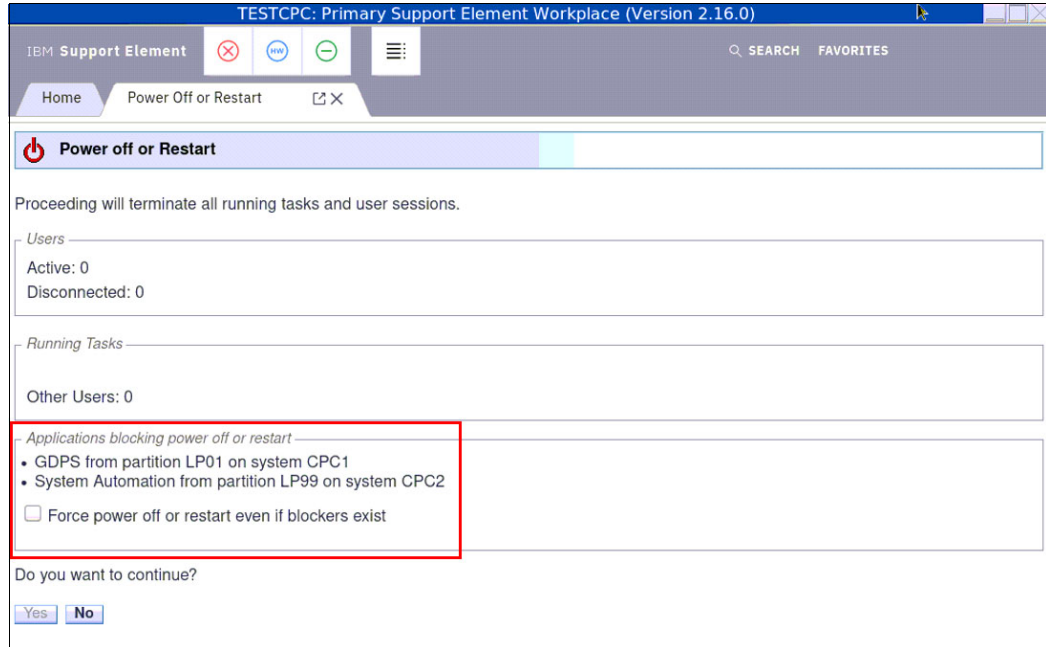 TESTCPC: Primary Support Element Workplace (Version 2.16.0)
IBM Support Element
HW
SEARCH FAVORITES
Home
Power Off or Restart
Power off or Restart
Proceeding will terminate all running tasks and user sessions.
Users
Active: 0
Disconnected: 0
Running Tasks
Other Users: 0
Applications blocking power off or restart
• GDPS from partition LP01 on system CPC1
• System Automation from partition LP99 on system CPC2
Force power off or restart even if blockers exist
Do you want to continue?
Yes No